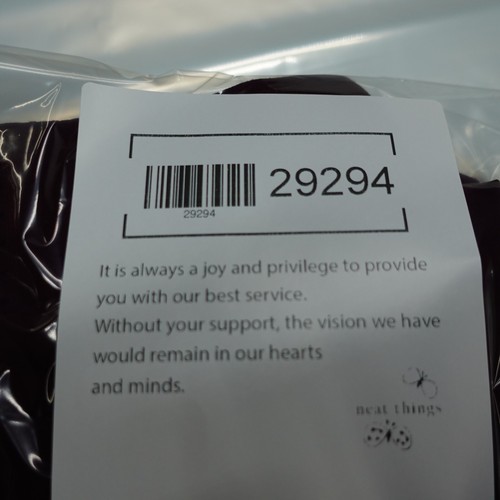 29294
29294
It is always a joy and privilege to provide
you with our best service.
Without your support, the vision we have
would remain in our hearts
and minds.
neat things